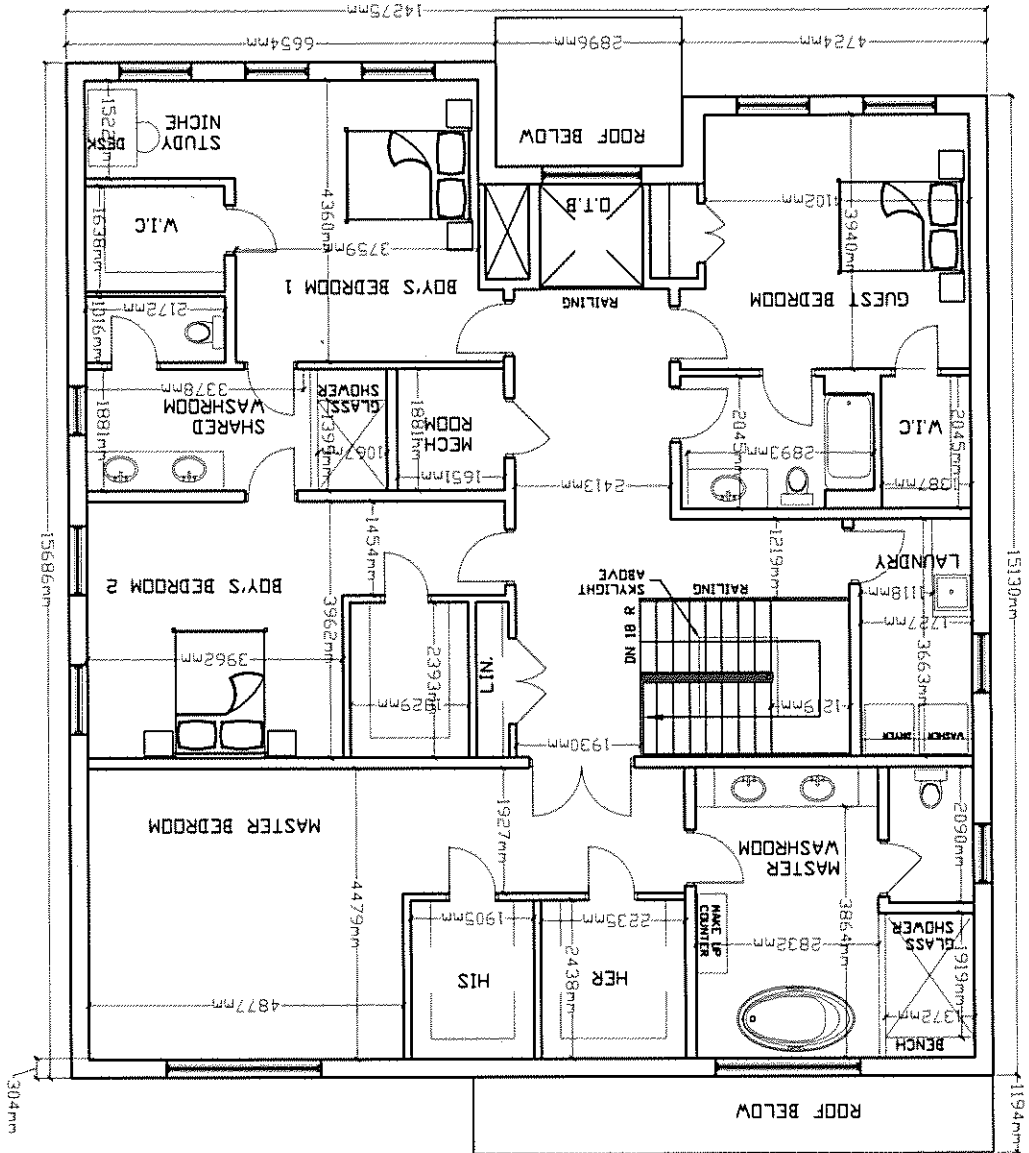 1194mm
ROOF BELOW
304mm
BENCH
1372mm
GLASS
SHOWER
1919mm
2832mm
3864mm
MAKE UP
COUNTER
MASTER
WASHROOM
2090mm
HER
2438mm
2235mm
HIS
1905mm
4877mm
4479mm
1927mm
MASTER BEDROOM
WASHER
DRYER
3663mm
1727mm
1118mm
LAUNDRY
1219mm
1930mm
DN 18 R
RAILING
SKYLIGHT
ABOVE
1219mm
LIN.
2393mm
1829mm
3962mm
3962mm
BOY'S BEDROOM 2
1454mm
15130mm
15686mm
W.I.C
1387mm
2045mm
2893mm
2045mm
2413mm
MECH
ROOM
1651mm
1881mm
GLASS
SHOWER
1067mm
1395mm
SHARED
WASHROOM
3378mm
1881mm
GUEST BEDROOM
3940mm
4102mm
RAILING
O.T.B
BOY'S BEDROOM 1
3759mm
4360mm
2172mm
1016mm
W.I.C
1638mm
STUDY
NICHE
DESK
1522mm
ROOF BELOW
4724mm
2896mm
6654mm
14275mm